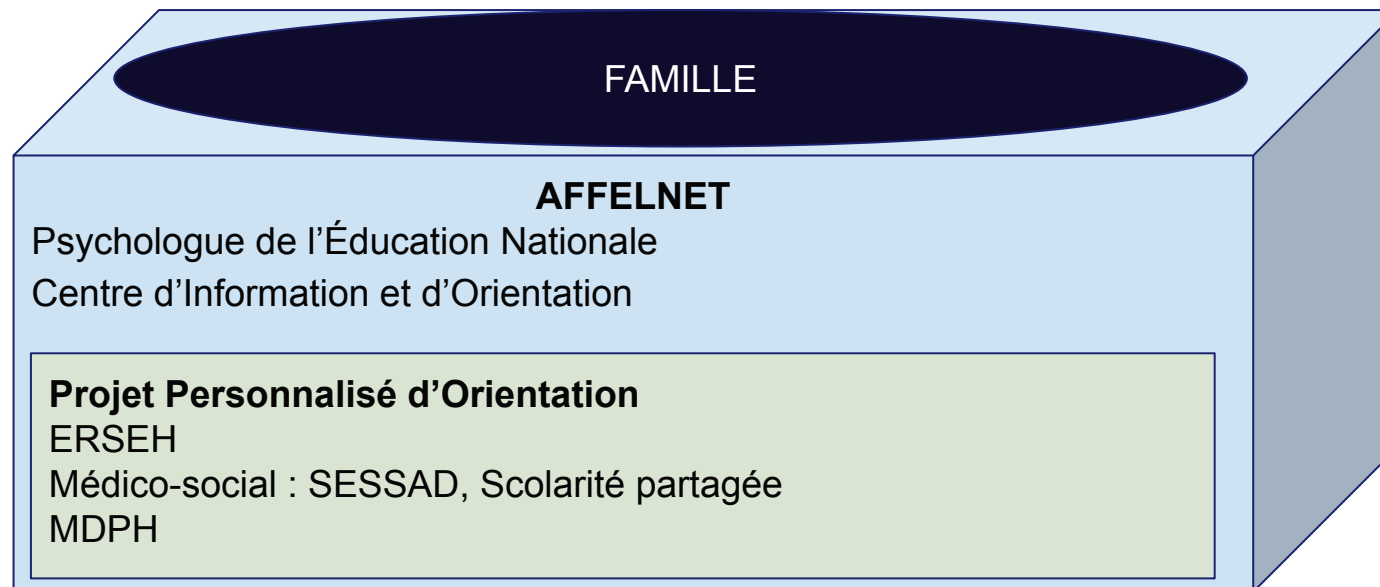 FAMILLE
AFFELNET
Psychologue de l’Éducation Nationale
Centre d’Information et d’Orientation
Projet Personnalisé d’Orientation
ERSEH
Médico-social : SESSAD, Scolarité partagée
MDPH